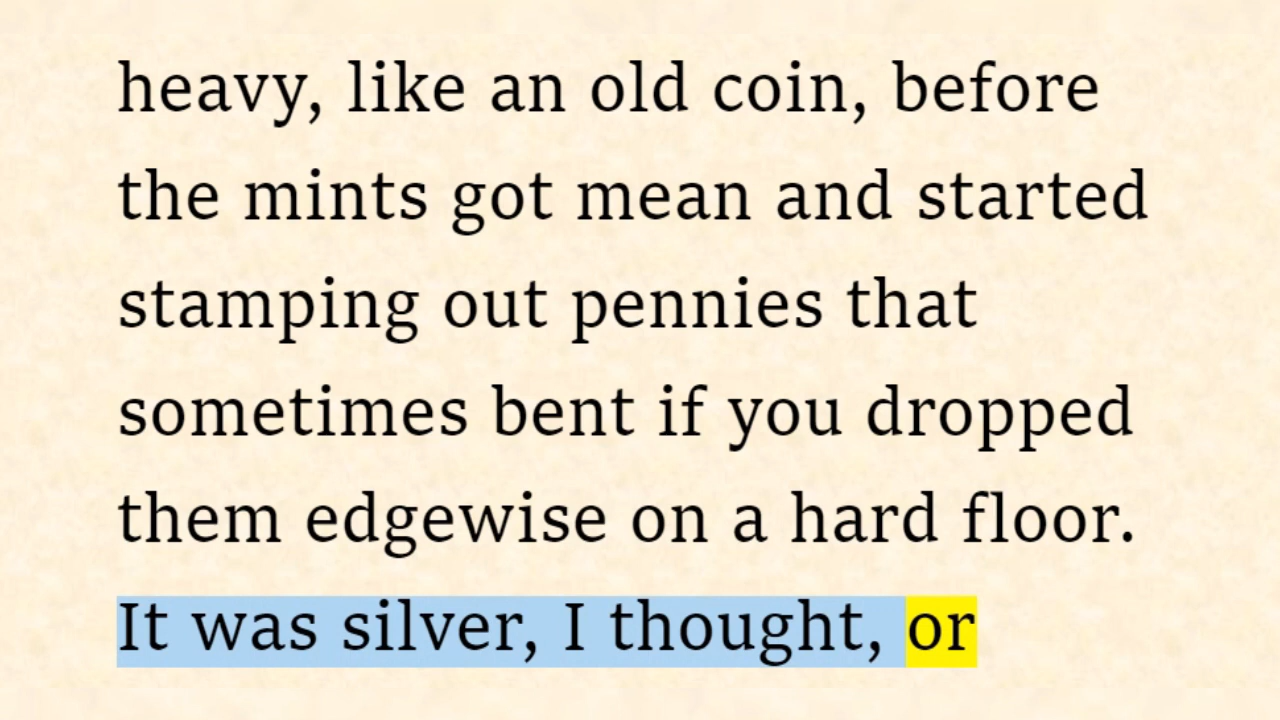 heavy, like an old coin, before
the mints got mean and started
stamping out pennies that
sometimes bent if you dropped
them edgewise on a hard floor.
It was silver, I thought, or